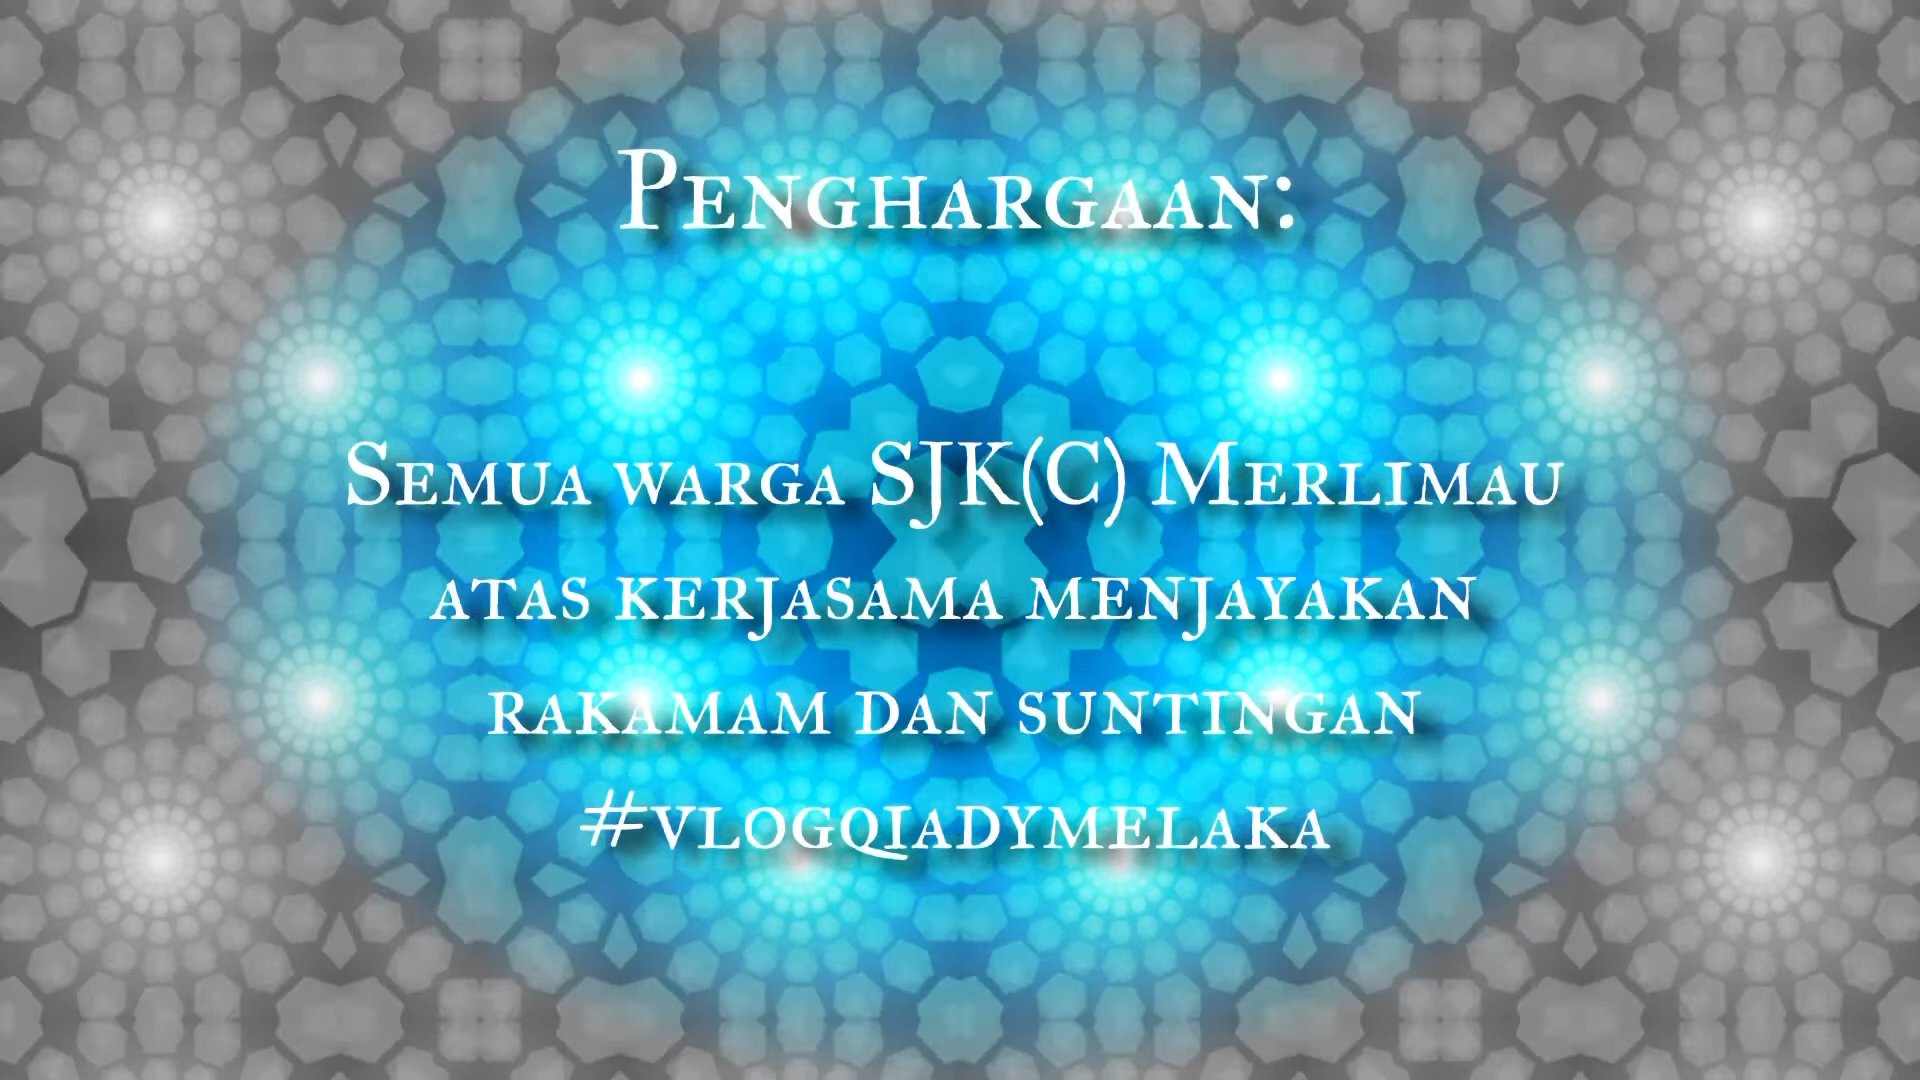 Penghargaan:
Semua warga SJK(C) Merlimau
atas kerjasama menjayakan
rakamam dan suntingan
#vlogqiadymelaka